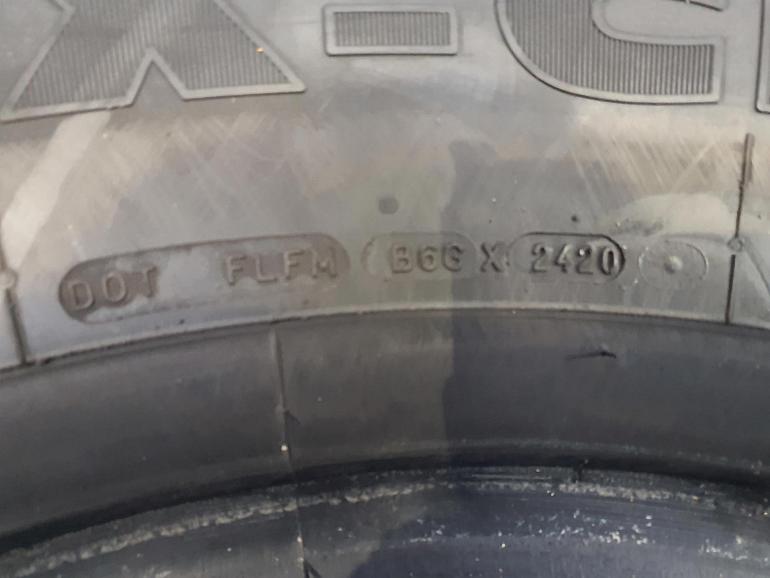 X-C
DOT FLFM B6G X 2420